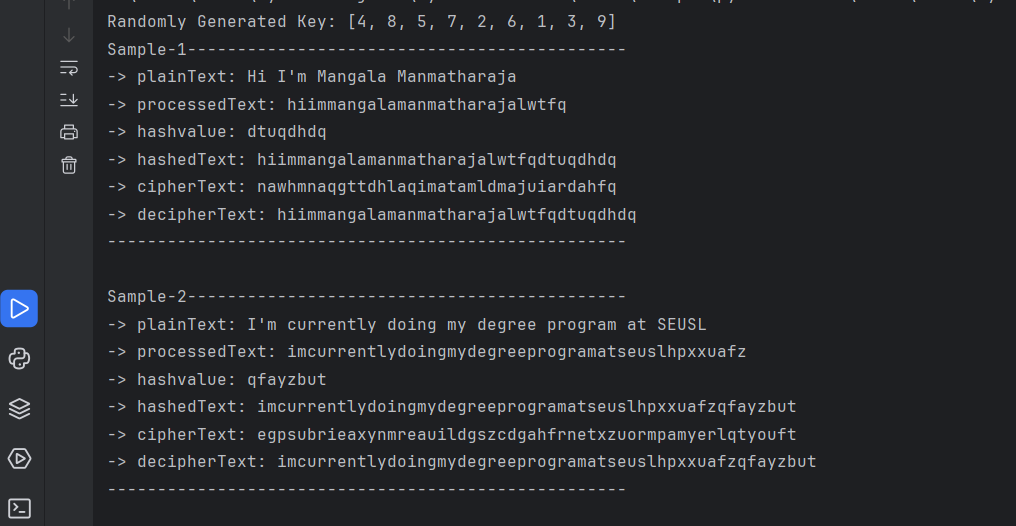 Randomly Generated Key: [4, 8, 5, 7, 2, 6, 1, 3, 9]
Sample-1--------------------------------------------
-> plainText: Hi I'm Mangala Manmatharaja
-> processedText: hiimmangalamanmatharajalwtfq
-> hashvalue: dtuqdhdq
-> hashedText: hiimmangalamanmatharajalwtfqdtuqdhdq
-> cipherText: nawhmnaqgttdhlaqimatamldmajuiardahfq
-> decipherText: hiimmangalamanmatharajalwtfqdtuqdhdq
----------------------------------------------------
Sample-2--------------------------------------------
-> plainText: I'm currently doing my degree program at SEUSL
-> processedText: imcurrentlydoingmydegreeprogramatseuslhpxxuafz
-> hashvalue: qfayzbut
-> hashedText: imcurrentlydoingmydegreeprogramatseuslhpxxuafzqfayzbut
-> cipherText: egpsubrieaxynmreauildgszcdgahfrnetxzuormpamyerlqtyouft
-> decipherText: imcurrentlydoingmydegreeprogramatseuslhpxxuafzqfayzbut
----------------------------------------------------